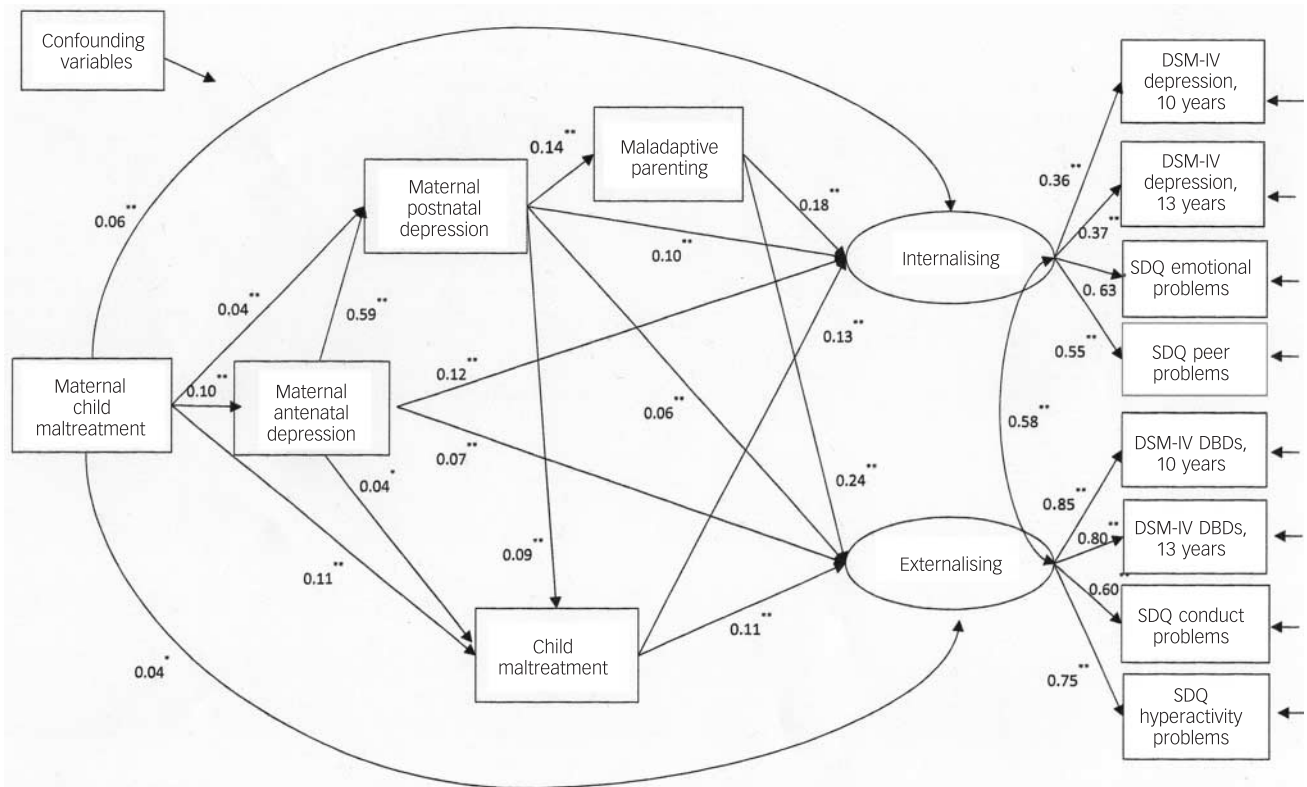 Confounding
variables
DSM-IV
depression,
10 years
0.14**
Maladaptive
parenting
Maternal
postnatal
depression
0.36**
DSM-IV
depression,
13 years
0.18**
0.37**
0.06**
0.10**
Internalising
SDQ emotional
problems
0. 63
0.04**
0.59**
0.13**
0.55**
SDQ peer
problems
Maternal
child
maltreatment
0.10**
Maternal
antenatal
depression
0.12**
0.06**
0.58**
0.07**
DSM-IV DBDs,
10 years
0.04*
0.24**
0.85**
DSM-IV DBDs,
13 years
0.80**
0.09**
0.11**
Externalising
0.60**
SDQ conduct
problems
Child
maltreatment
0.11**
0.04*
0.75**
SDQ
hyperactivity
problems